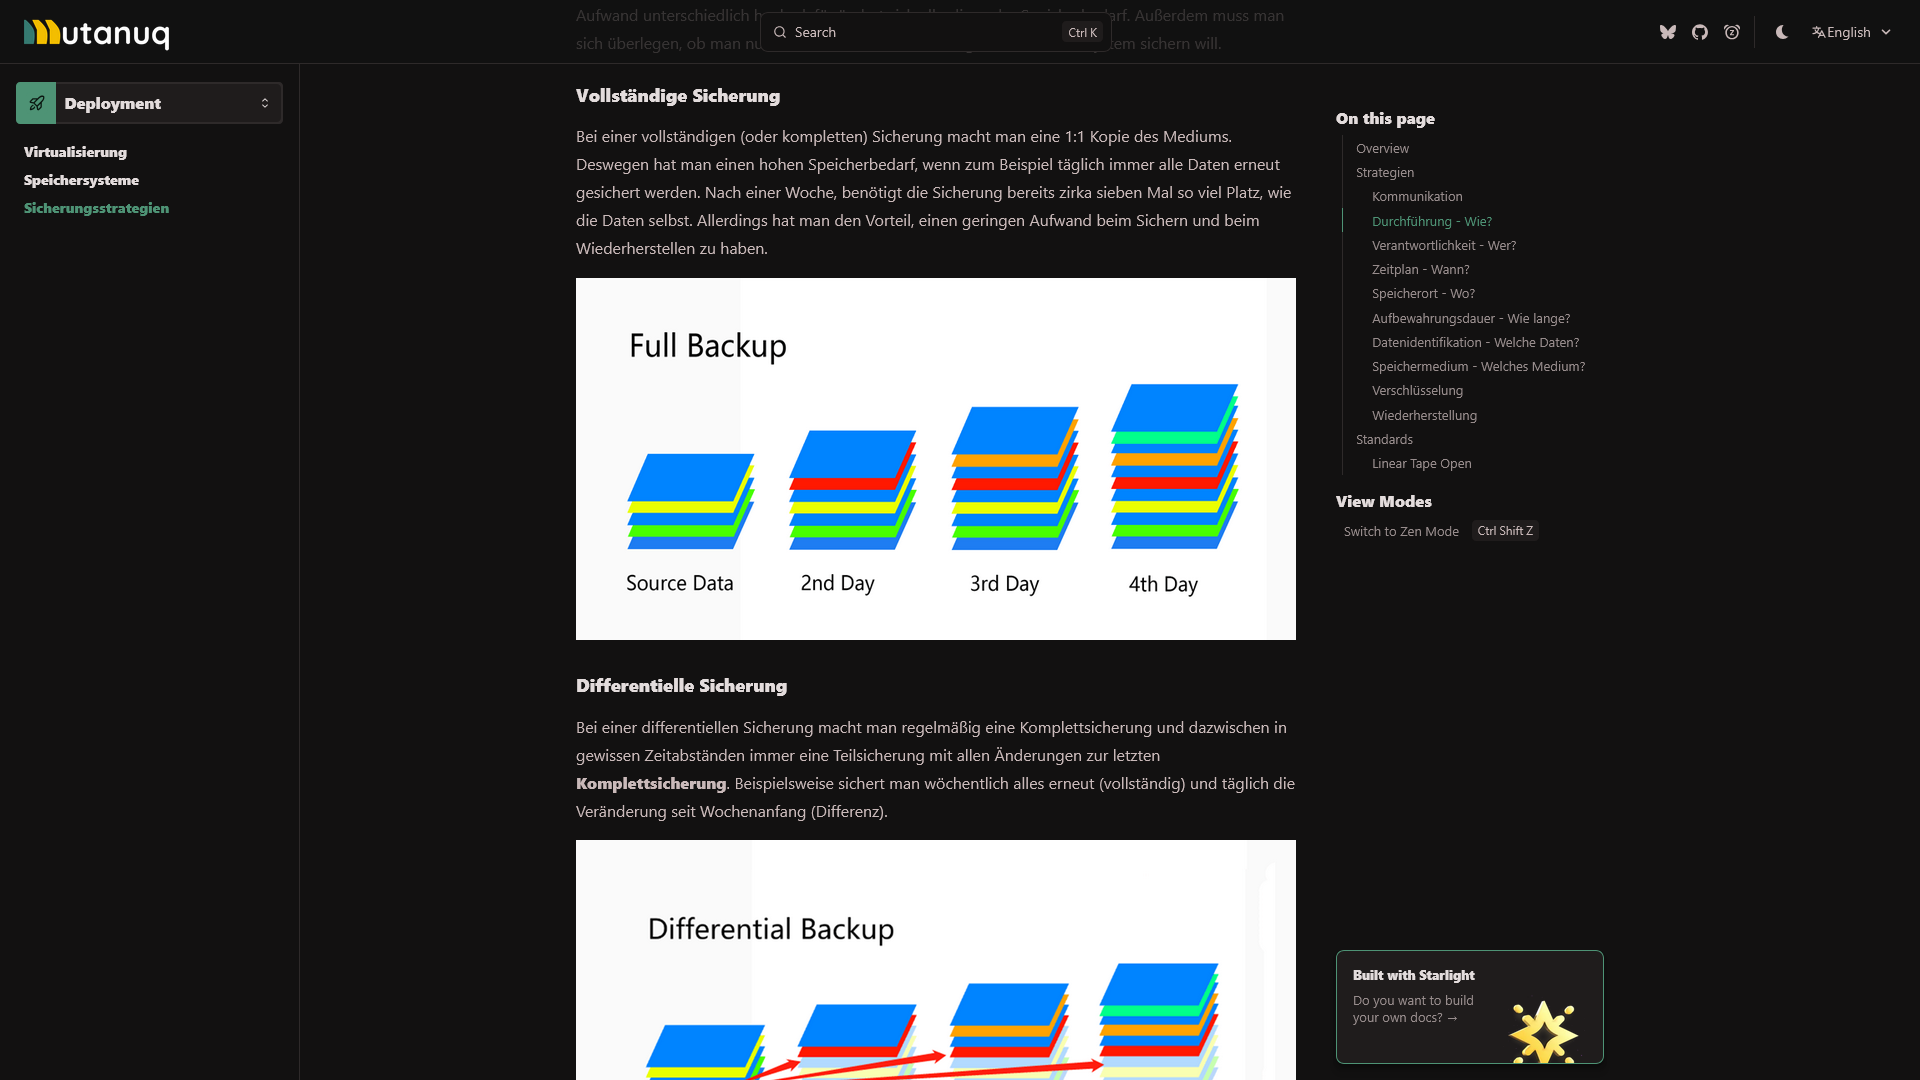 utanuq
Search
Ctrl K
English
Aufwand unterschiedlich
darf. Außerdem muss man
sich überlegen, ob man
tem sichern will.
Deployment
Virtualisierung
Speichersysteme
Sicherungsstrategien
Vollständige Sicherung
Bei einer vollständigen (oder kompletten) Sicherung macht man eine 1:1 Kopie des Mediums.
Deswegen hat man einen hohen Speicherbedarf, wenn zum Beispiel täglich immer alle Daten erneut
gesichert werden. Nach einer Woche, benötigt die Sicherung bereits zirka sieben Mal so viel Platz, wie
die Daten selbst. Allerdings hat man den Vorteil, einen geringen Aufwand beim Sichern und beim
Wiederherstellen zu haben.
Full Backup
Source Data
2nd Day
3rd Day
4th Day
Differentielle Sicherung
Bei einer differentiellen Sicherung macht man regelmäßig eine Komplettsicherung und dazwischen in
gewissen Zeitabständen immer eine Teilsicherung mit allen Änderungen zur letzten
Komplettsicherung. Beispielsweise sichert man wöchentlich alles erneut (vollständig) und täglich die
Veränderung seit Wochenanfang (Differenz).
Differential Backup
On this page
Overview
Strategien
Kommunikation
Durchführung - Wie?
Verantwortlichkeit - Wer?
Zeitplan - Wann?
Speicherort - Wo?
Aufbewahrungsdauer - Wie lange?
Datenidentifikation - Welche Daten?
Speichermedium - Welches Medium?
Verschlüsselung
Wiederherstellung
Standards
Linear Tape Open
View Modes
Switch to Zen Mode
Ctrl Shift Z
Built with Starlight
Do you want to build
your own docs? →